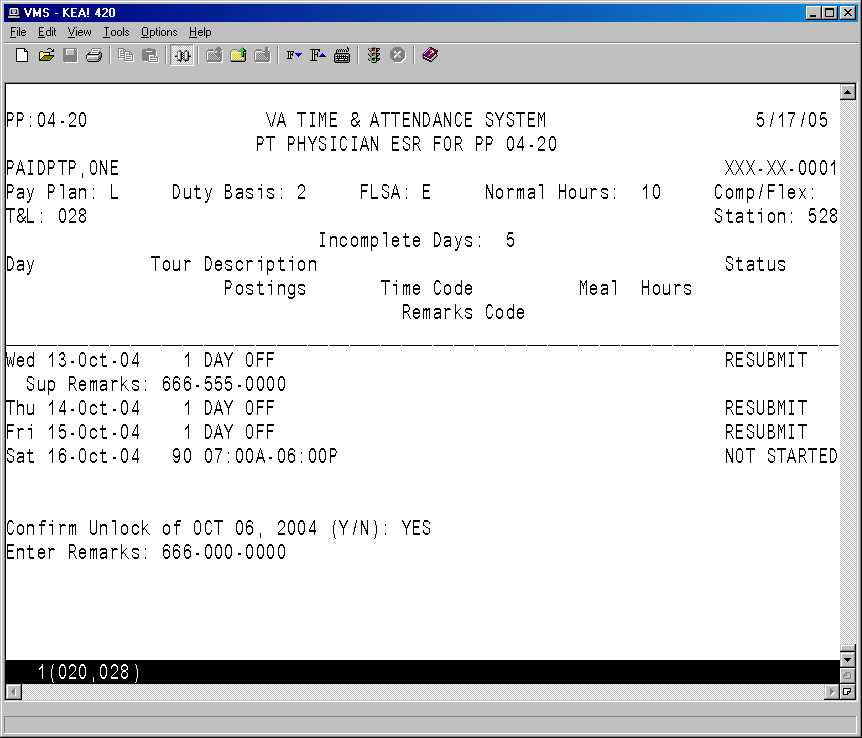 VMS - KEA! 420
File Edit View Tools Options Help
PP:04-20 VA TIME & ATTENDANCE SYSTEM 5/17/05
PT PHYSICIAN ESR FOR PP 04-20
PAIDPTP,ONE XXX-XX-0001
Pay Plan: L Duty Basis: 2 FLSA: E Normal Hours: 10 Comp/Flex:
T&L: 028 Station: 528
Incomplete Days: 5
Day Tour Description Status
Postings Time Code Meal Hours
Remarks Code
Wed 13-Oct-04 1 DAY OFF RESUBMIT
Sup Remarks: 666-555-0000
Thu 14-Oct-04 1 DAY OFF RESUBMIT
Fri 15-Oct-04 1 DAY OFF RESUBMIT
Sat 16-Oct-04 90 07:00A-06:00P NOT STARTED
Confirm Unlock of OCT 06, 2004 (Y/N): YES
Enter Remarks: 666-000-0000
1(020,028)